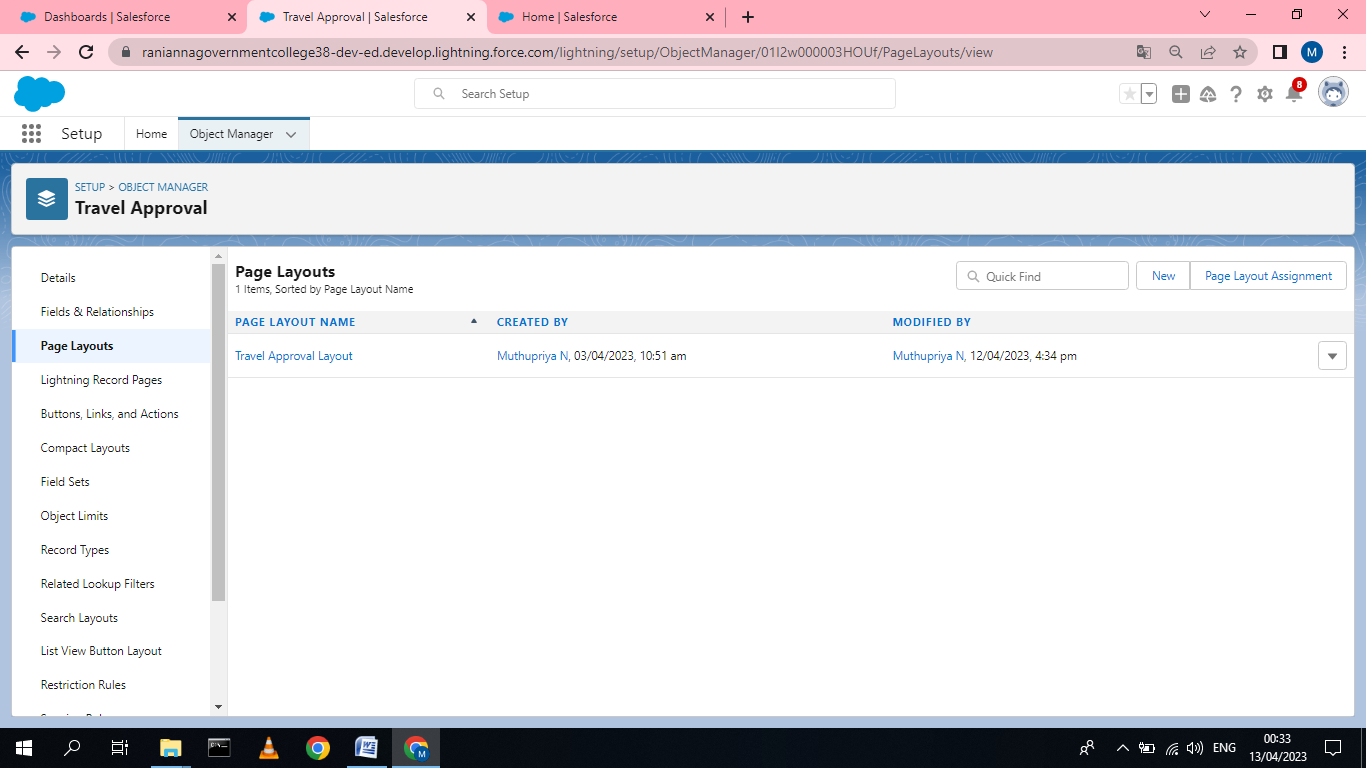 Dashboards | Salesforce
Travel Approval | Salesforce
Home | Salesforce
raniannagovernmentcollege38-dev-ed.develop.lightning.force.com/lightning/setup/ObjectManager/01I2w000003HOUf/PageLayouts/view
M
Search Setup
8
Setup
Home
Object Manager
SETUP > OBJECT MANAGER
Travel Approval
Details
Fields & Relationships
Page Layouts
Lightning Record Pages
Buttons, Links, and Actions
Compact Layouts
Field Sets
Object Limits
Record Types
Related Lookup Filters
Search Layouts
List View Button Layout
Restriction Rules
Page Layouts
1 Items, Sorted by Page Layout Name
Quick Find
New
Page Layout Assignment
PAGE LAYOUT NAME CREATED BY MODIFIED BY
Travel Approval Layout Muthupriya N, 03/04/2023, 10:51 am Muthupriya N, 12/04/2023, 4:34 pm
W
M
ENG
00:33
13/04/2023